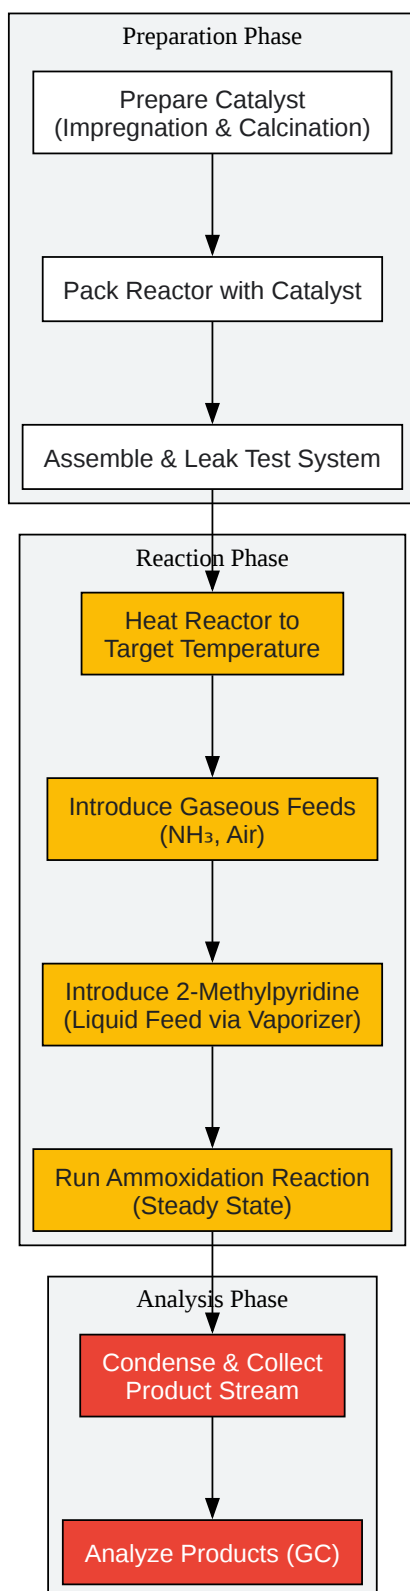 Preparation Phase
Prepare Catalyst
(Impregnation & Calcination)
Pack Reactor with Catalyst
Assemble & Leak Test System
Reaction Phase
Heat Reactor to
Target Temperature
Introduce Gaseous Feeds
(NH₃, Air)
Introduce 2-Methylpyridine
(Liquid Feed via Vaporizer)
Run Ammoxidation Reaction
(Steady State)
Analysis Phase
Condense & Collect
Product Stream
Analyze Products (GC)